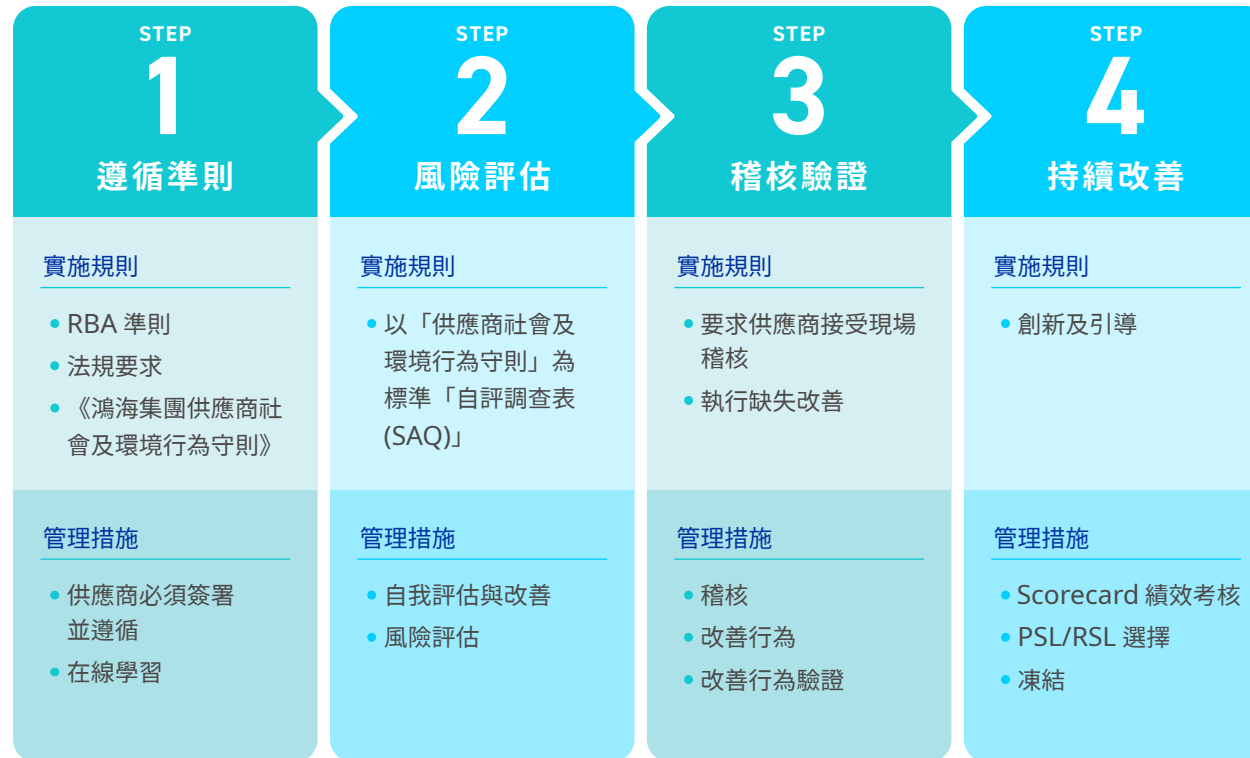 STEP
1
遵循準則
實施規則
RBA 準則
法規要求
《鴻海集團供應商社
會及環境行為守則》
管理措施
供應商必須簽署
並遵循
在線學習
STEP
2
風險評估
實施規則
以「供應商社會及
環境行為守則」為
標準「自評調查表
(SAQ)」
管理措施
自我評估與改善
風險評估
STEP
3
稽核驗證
實施規則
要求供應商接受現場
稽核
執行缺失改善
管理措施
稽核
改善行為
改善行為驗證
STEP
4
持續改善
實施規則
創新及引導
管理措施
Scorecard 績效考核
PSL/RSL 選擇
凍結